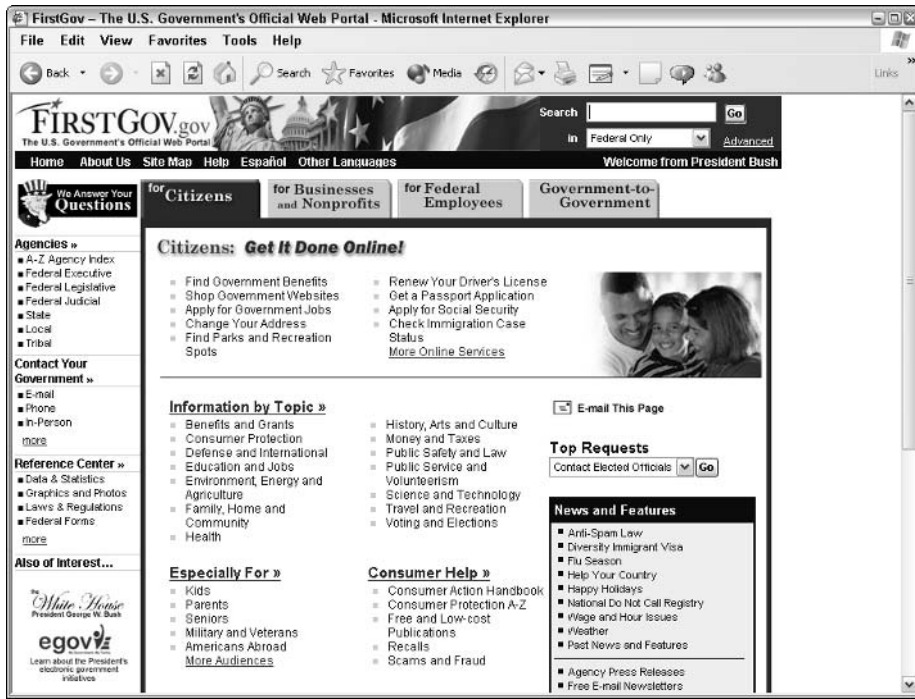 FirstGov – The U.S. Government's Official Web Portal - Microsoft Internet Explorer
File Edit View Favorites Tools Help
Back Search Favorites Media Links
FIRSTGOV.gov
The U.S. Government's Official Web Portal
Search Go
in Federal Only Advanced
Home About Us Site Map Help Español Other Languages Welcome from President Bush
We Answer Your
Questions
for Citizens
for Businesses
and Nonprofits
for Federal
Employees
Government-to-
Government
Agencies »
A-Z Agency Index
Federal Executive
Federal Legislative
Federal Judicial
State
Local
Tribal
Contact Your
Government »
E-mail
Phone
In-Person
more
Reference Center »
Data & Statistics
Graphics and Photos
Laws & Regulations
Federal Forms
more
Also of Interest...
the
White House
President George W. Bush
egov
Learn about the President's
electronic government
initiatives
Citizens: Get It Done Online!
Find Government Benefits
Shop Government Websites
Apply for Government Jobs
Change Your Address
Find Parks and Recreation
Spots
Renew Your Driver's License
Get a Passport Application
Apply for Social Security
Check Immigration Case
Status
More Online Services
Information by Topic »
Benefits and Grants
Consumer Protection
Defense and International
Education and Jobs
Environment, Energy and
Agriculture
Family, Home and
Community
Health
History, Arts and Culture
Money and Taxes
Public Safety and Law
Public Service and
Volunteerism
Science and Technology
Travel and Recreation
Voting and Elections
Especially For »
Kids
Parents
Seniors
Military and Veterans
Americans Abroad
More Audiences
Consumer Help »
Consumer Action Handbook
Consumer Protection A-Z
Free and Low-cost
Publications
Recalls
Scams and Fraud
E-mail This Page
Top Requests
Contact Elected Officials Go
News and Features
Anti-Spam Law
Diversity Immigrant Visa
Flu Season
Help Your Country
Happy Holidays
National Do Not Call Registry
Wage and Hour Issues
Weather
Past News and Features
Agency Press Releases
Free E-mail Newsletters